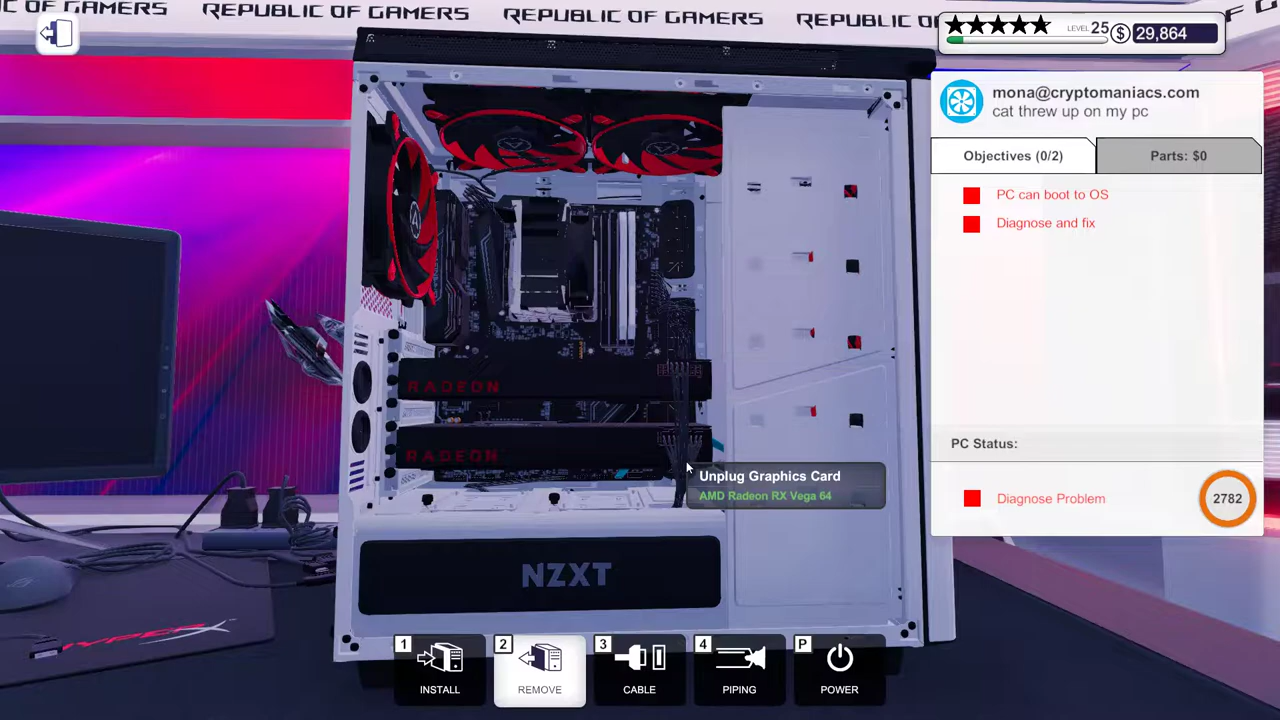 REPUBLIC OF GAMERS
REPUBLIC OF GAMERS
REPUBLIC OF GAMERS
REPUBLIC OF
LEVEL 25
$ 29,864
mona@cryptomaniacs.com
cat threw up on my pc
Objectives (0/2)
Parts: $0
PC can boot to OS
Diagnose and fix
PC Status:
Diagnose Problem
2782
RADEON
RADEON
Unplug Graphics Card
AMD Radeon RX Vega 64
NZXT
HYPERX
1
INSTALL
2
REMOVE
3
CABLE
4
PIPING
P
POWER